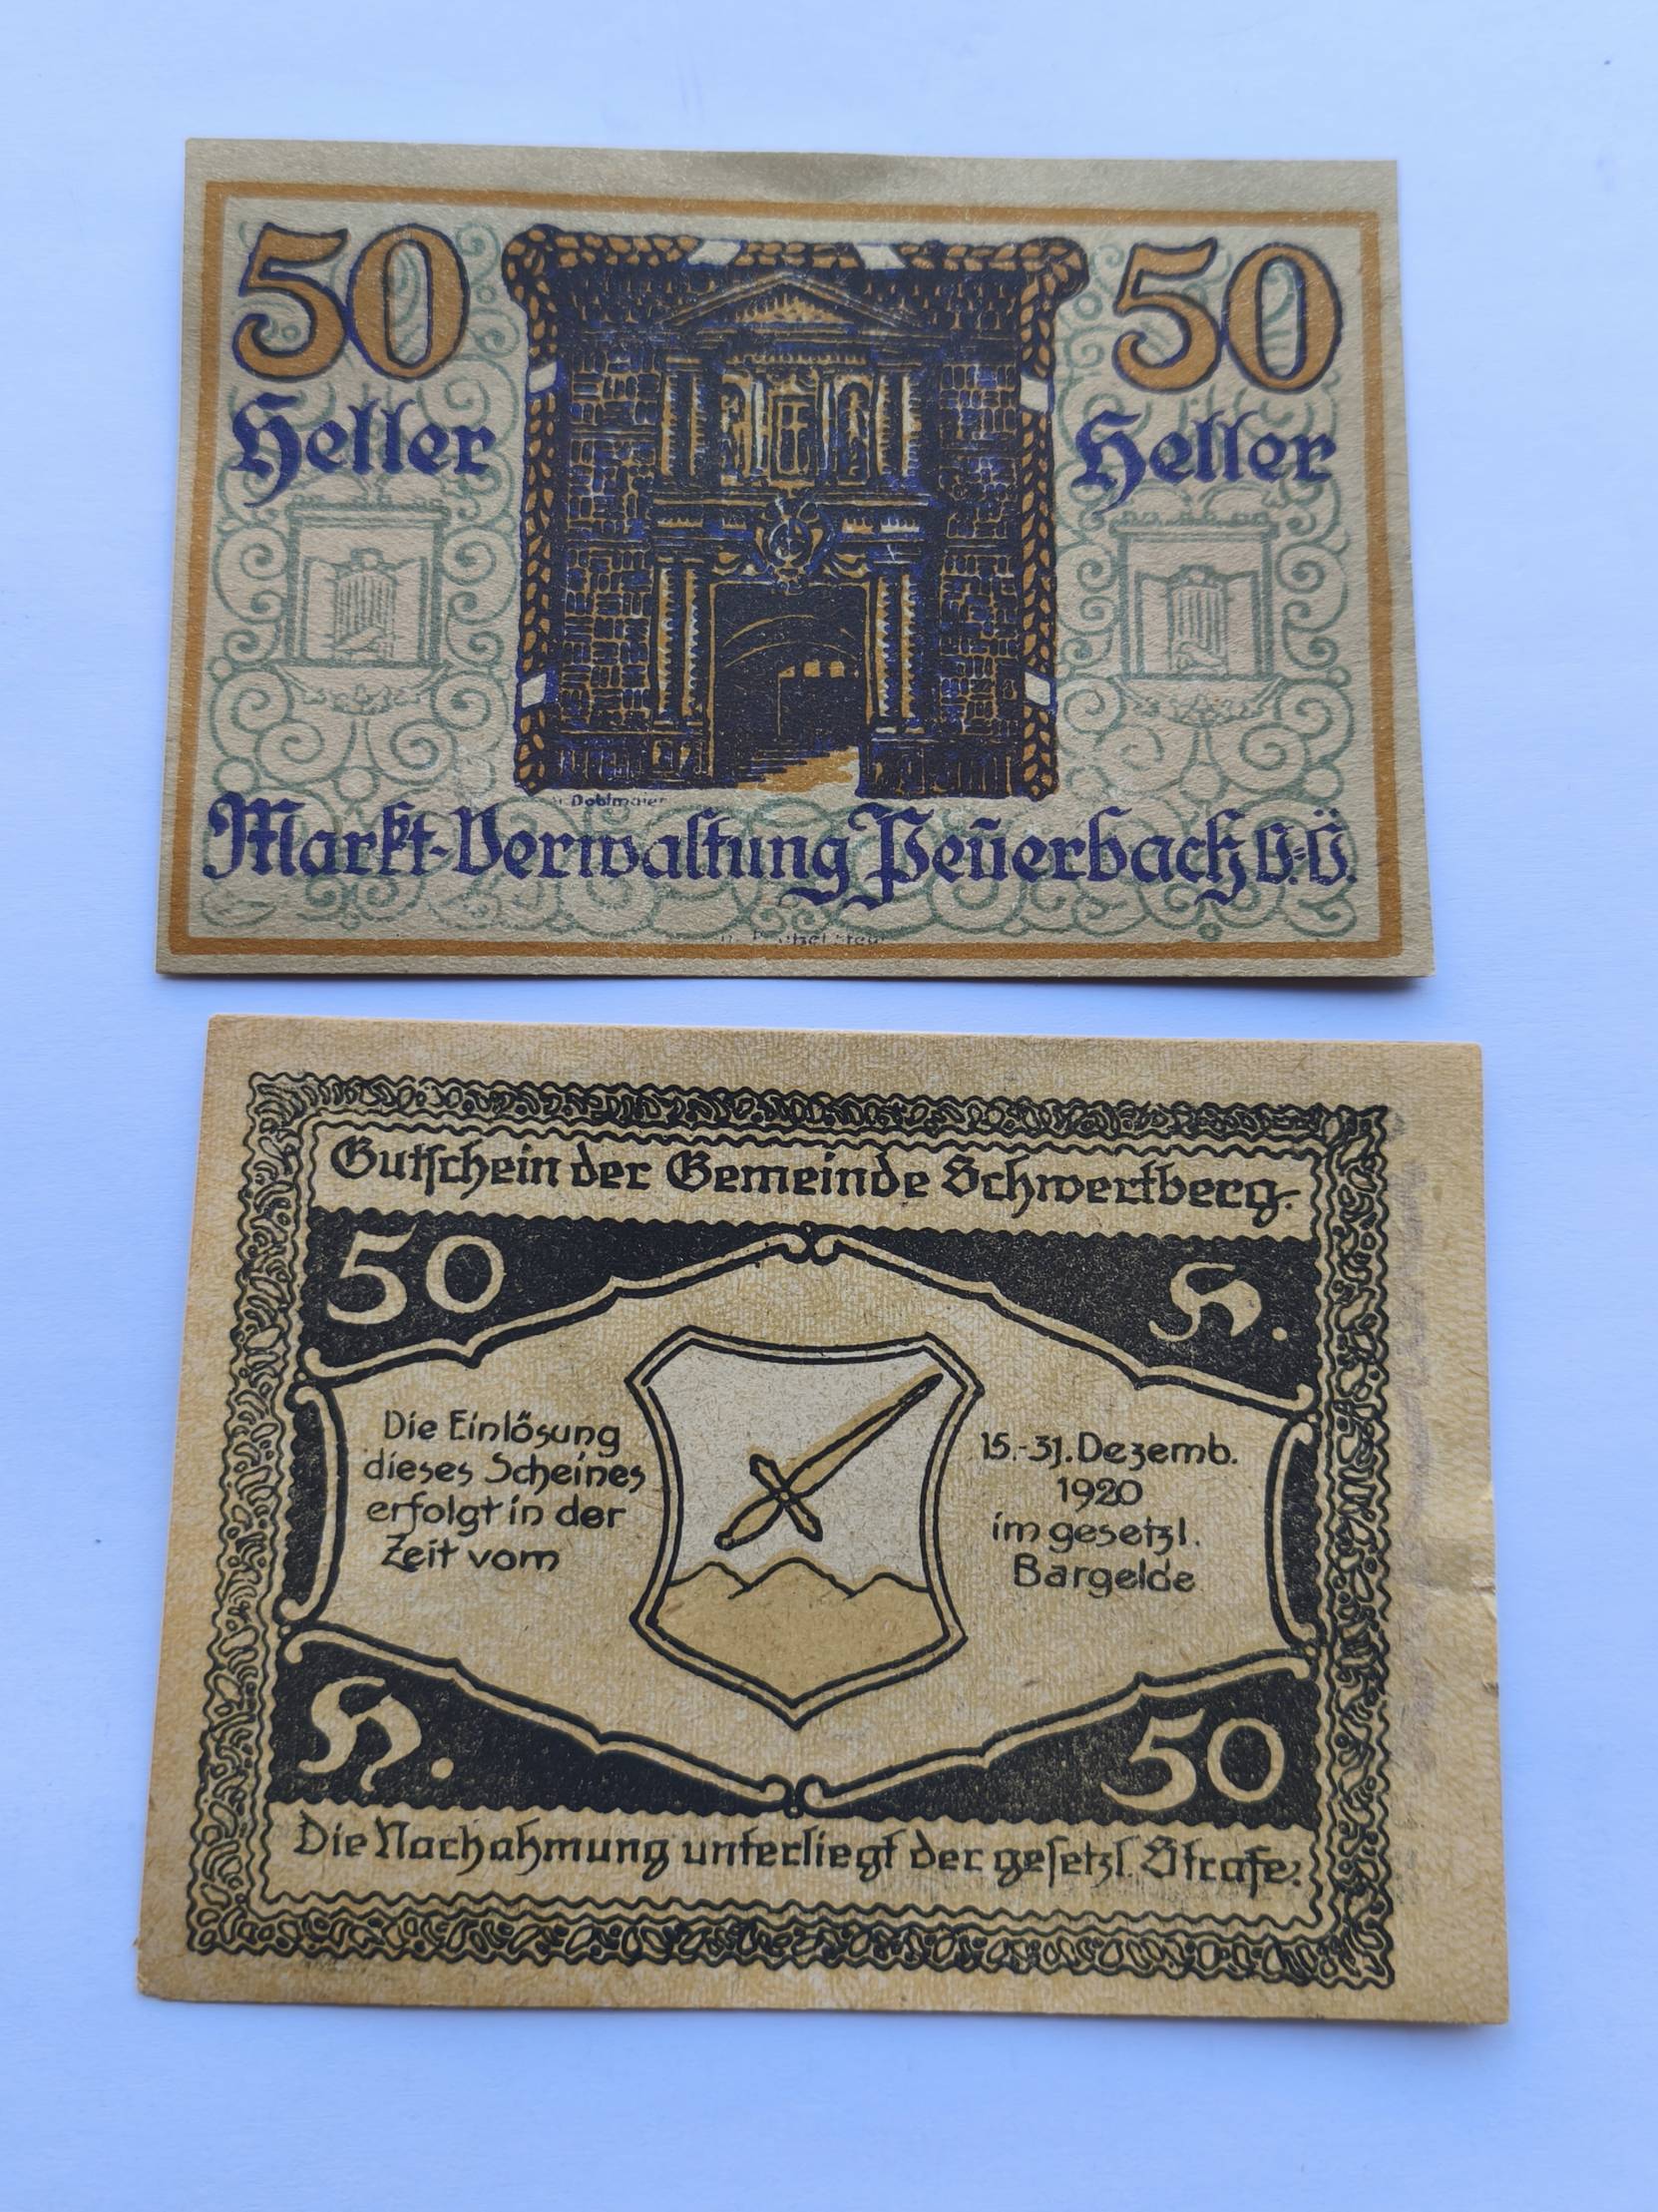 50
50
Heller
Heller
Doblmaier
Markt-Verwaltung Peuerbach O.-Ö.
Gutschein der Gemeinde Schwertberg.
50
H.
Die Einlösung
dieses Scheines
erfolgt in der
Zeit vom
15.-31. Dezemb.
1920
im gesetzl.
Bargelde
H.
50
Die Nachahmung unterliegt der gesetzl. Strafe.